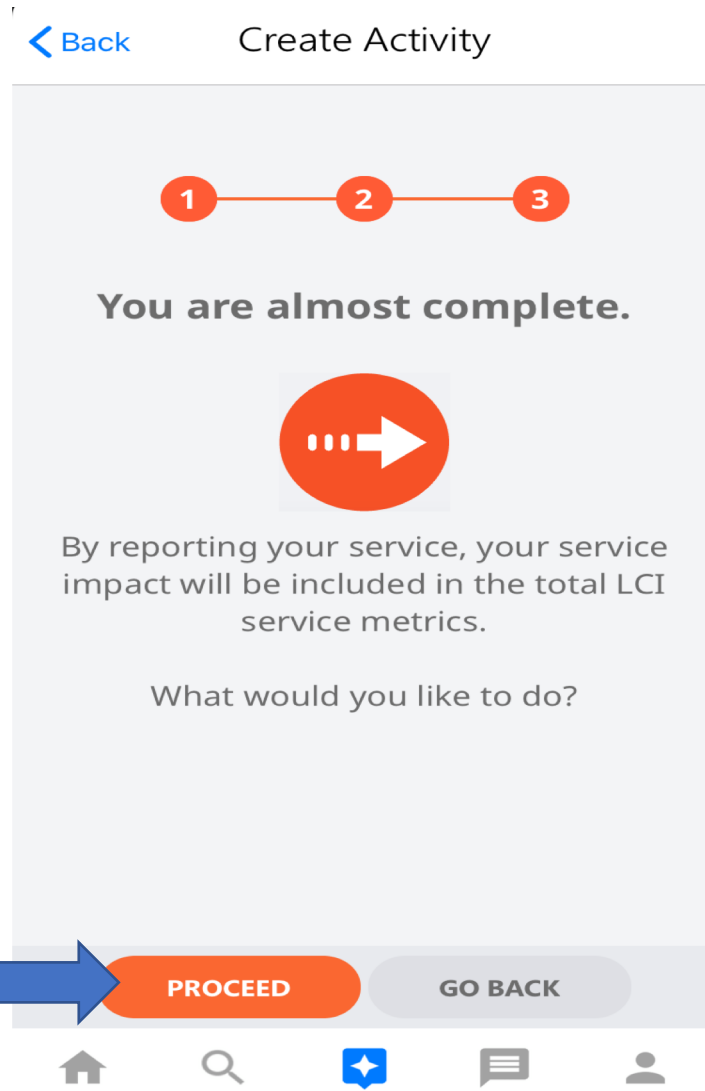 Back Create Activity
1 2 3
You are almost complete.
By reporting your service, your service
impact will be included in the total LCI
service metrics.
What would you like to do?
PROCEED GO BACK